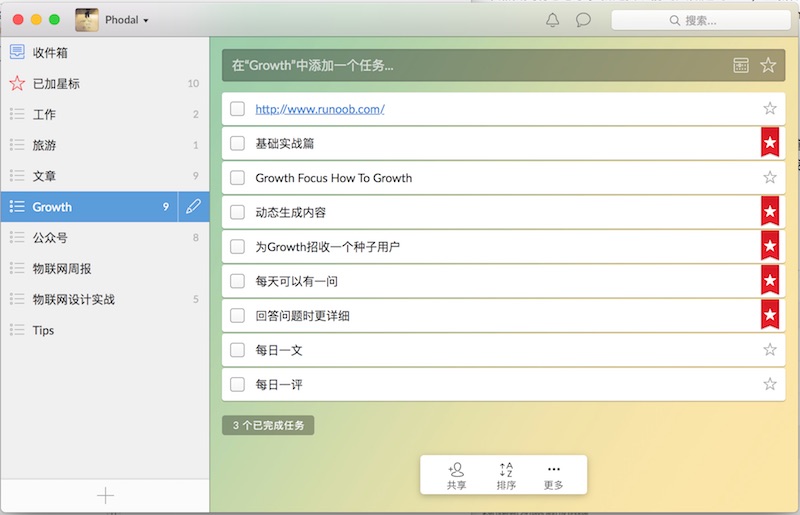 Phodal
搜索...
收件箱
已加星标 10
工作 2
旅游 1
文章 9
Growth 9
公众号 8
物联网周报
物联网设计实战 5
Tips
在“Growth”中添加一个任务...
http://www.runoob.com/
基础实战篇
Growth Focus How To Growth
动态生成内容
为Growth招收一个种子用户
每天可以有一问
回答问题时更详细
每日一文
每日一评
3 个已完成任务
共享 排序 更多